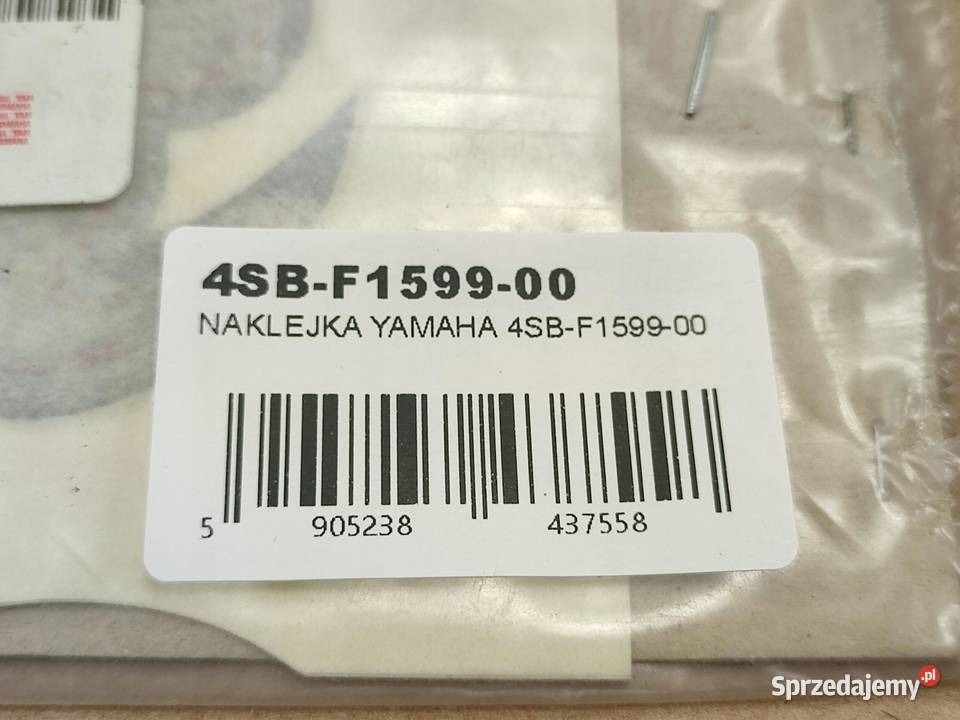 4SB-F1599-00
NAKLEJKA YAMAHA 4SB-F1599-00
5 905238 437558
Sprzedajemy.pl